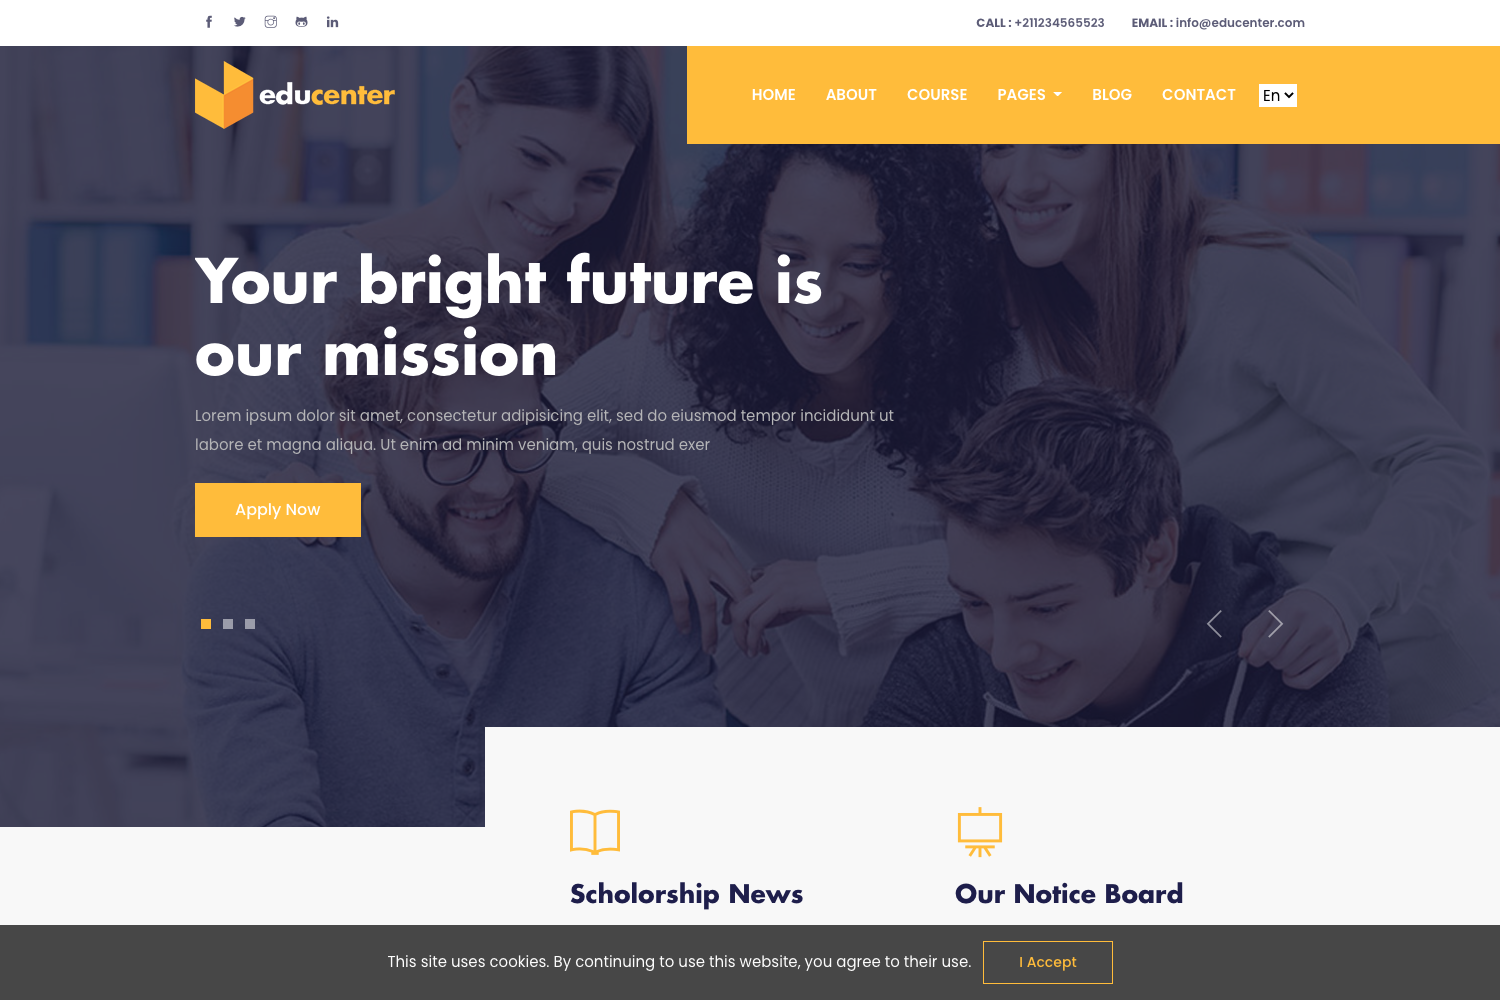 CALL : +211234565523 EMAIL : info@educenter.com
educenter
HOME ABOUT COURSE PAGES BLOG CONTACT En
Your bright future is
our mission
Lorem ipsum dolor sit amet, consectetur adipisicing elit, sed do eiusmod tempor incididunt ut
labore et magna aliqua. Ut enim ad minim veniam, quis nostrud exer
Apply Now
Scholorship News
Our Notice Board
This site uses cookies. By continuing to use this website, you agree to their use.
I Accept